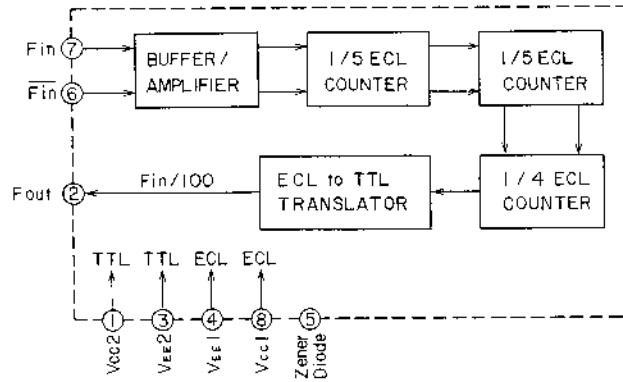 Fin ⑦
BUFFER/
AMPLIFIER
1/5 ECL
COUNTER
1/5 ECL
COUNTER
Fin ⑥
Fout ②
Fin/100
ECL to TTL
TRANSLATOR
1/4 ECL
COUNTER
TTL TTL ECL ECL
① ③ ④ ⑧ ⑤
VCC2
VEE2
VEE1
VCC1
Zener
Diode